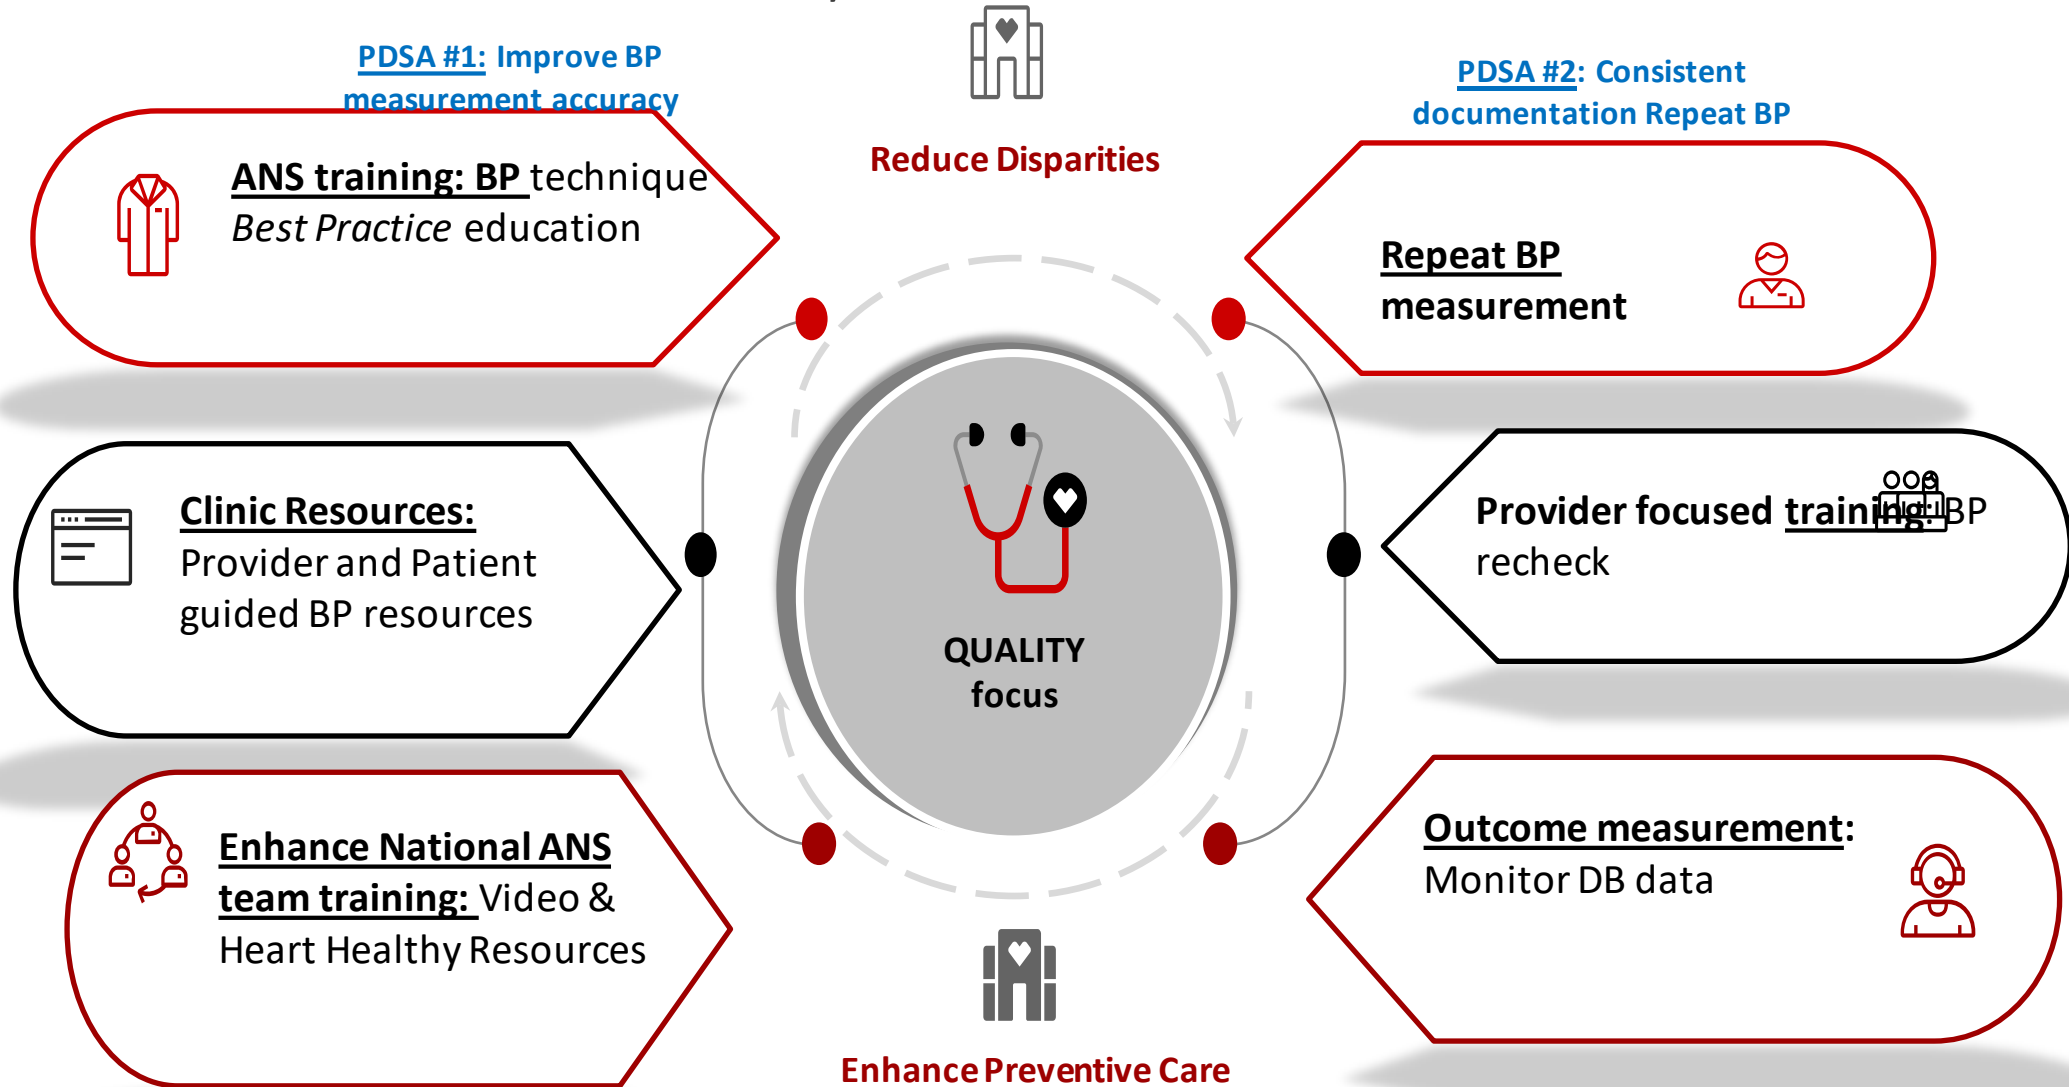 PDSA #1: Improve BP
measurement accuracy
ANS training: BP technique
Best Practice education
Clinic Resources:
Provider and Patient
guided BP resources
Enhance National ANS
team training: Video &
Heart Healthy Resources
Reduce Disparities
QUALITY
focus
Enhance Preventive Care
PDSA #2: Consistent
documentation Repeat BP
Repeat BP
measurement
Provider focused training: BP
recheck
Outcome measurement:
Monitor DB data